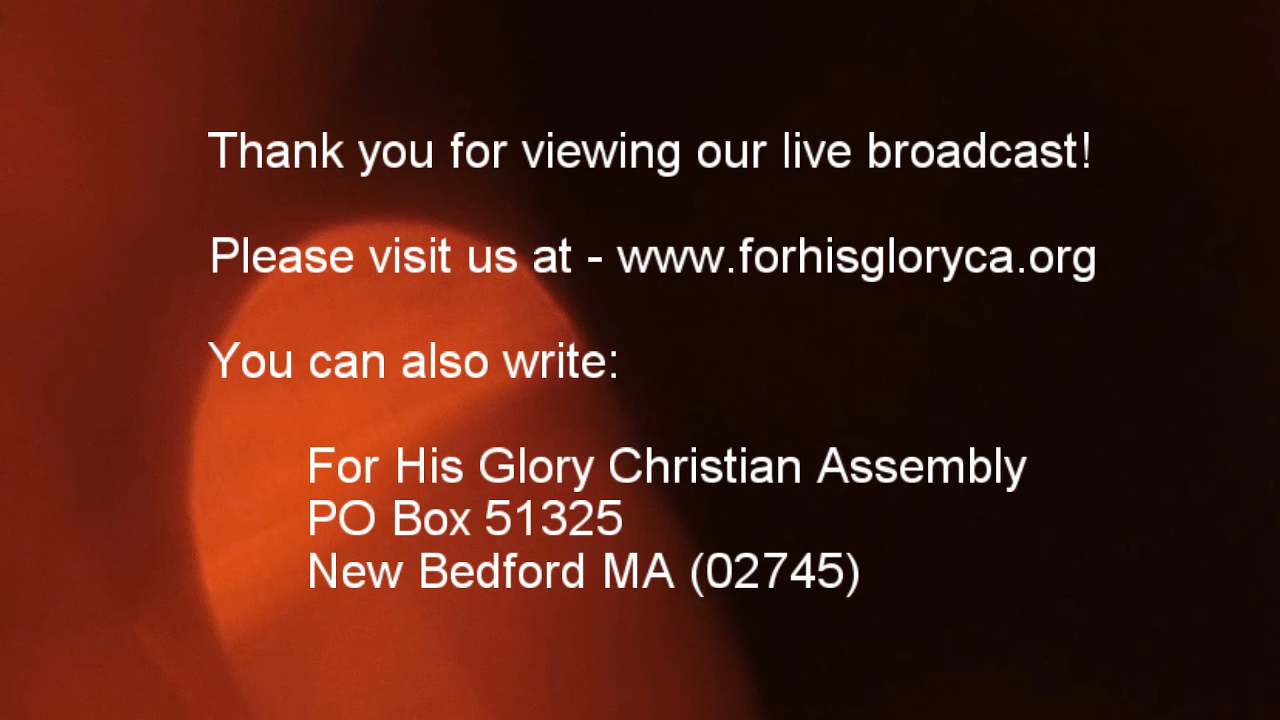 Thank you for viewing our live broadcast!
Please visit us at - www.forhisgloryca.org
You can also write:
For His Glory Christian Assembly
PO Box 51325
New Bedford MA (02745)